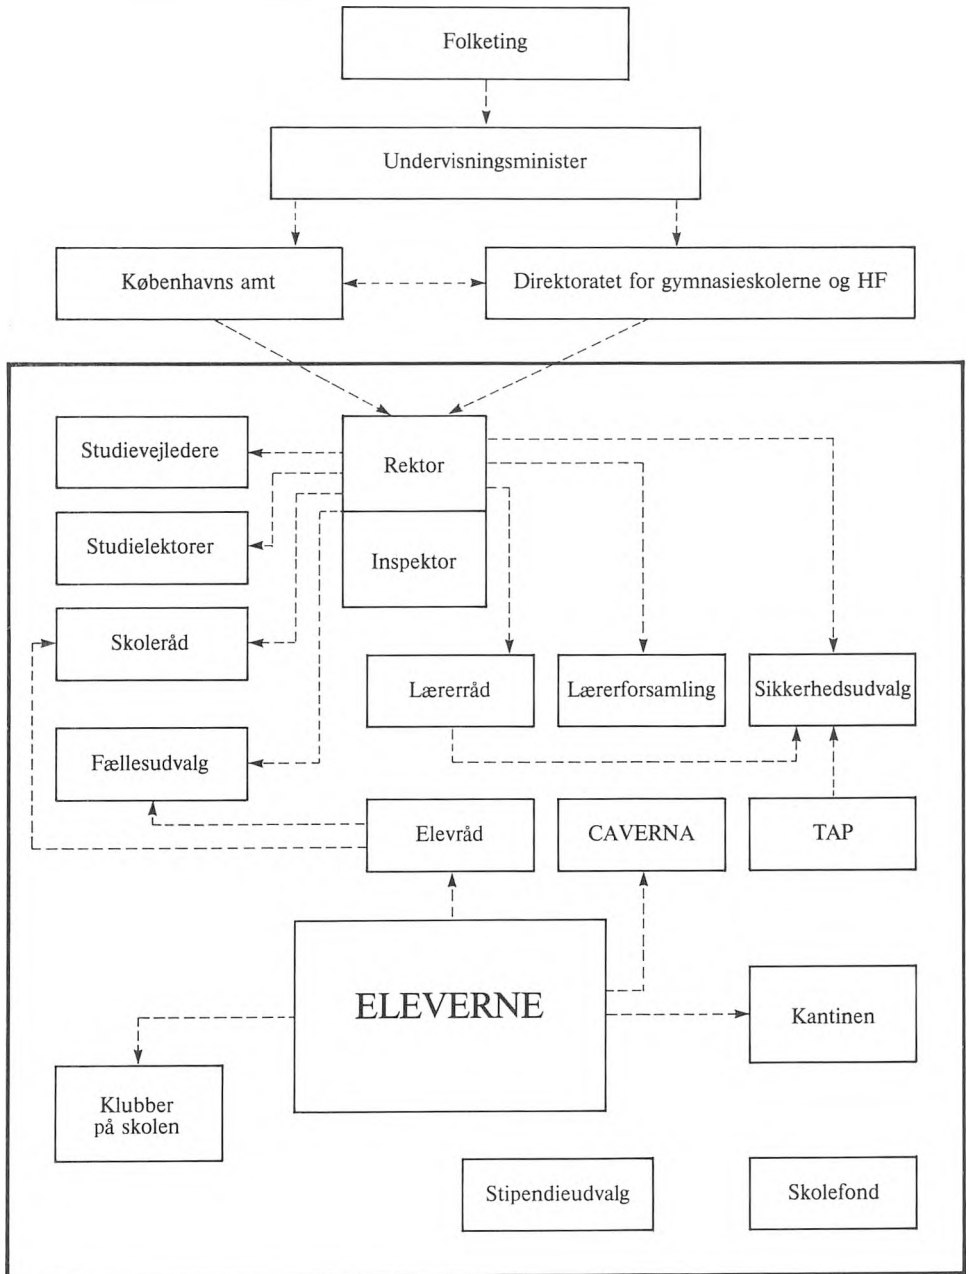 Folketing
Undervisningsminister
Københavns amt
Direktoratet for gymnasieskolerne og HF
Studievejledere
Rektor
Studielektorer
Inspektor
Skoleråd
Lærerråd
Lærerforsamling
Sikkerhedsudvalg
Fællesudvalg
Elevråd
CAVERNA
TAP
ELEVERNE
Kantinen
Klubber
på skolen
Stipendieudvalg
Skolefond